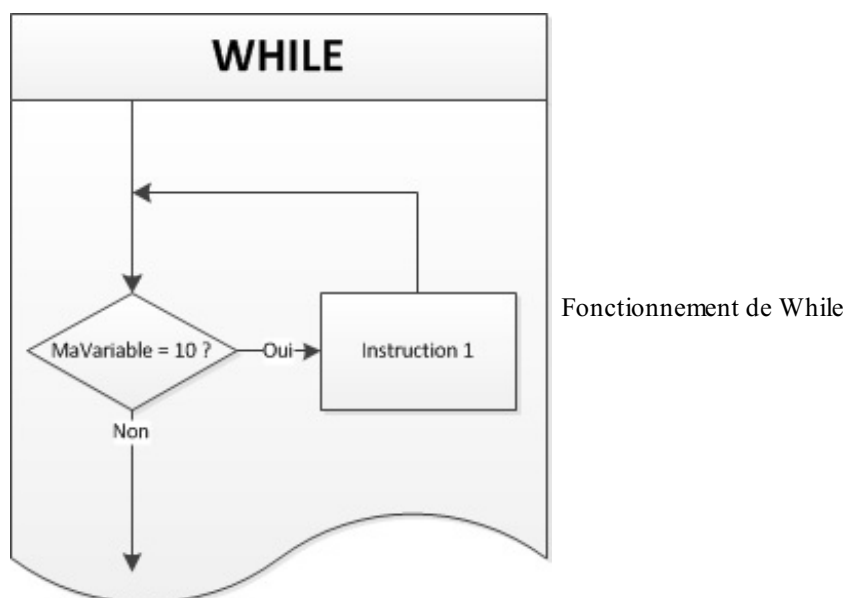 WHILE
MaVariable = 10 ?
Oui
Instruction 1
Non
Fonctionnement de While